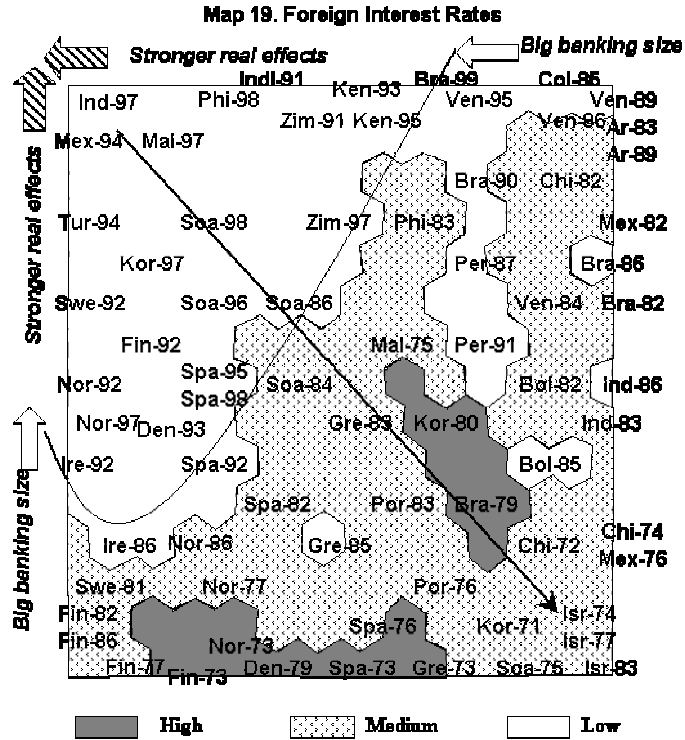 Map 19. Foreign Interest Rates
Stronger real effects
Big banking size
Indi-91 Bra-99 Col-85
Ken-93
Ind-97 Phi-98 Ven-95 Ven-89
Zim-91 Ken-95 Ven-96 Ar-83
Mex-94 Mal-97
Ar-89
Bra-90 Chi-82
Stronger real effects
Tur-94 Soa-98 Zim-97 Phi-83 Mex-82
Kor-97 Per-87 Bra-86
Swe-92 Soa-96 Soa-86 Ven-84 Bra-82
Fin-92 Mal-75 Per-91
Spa-95
Nor-92 Soa-84 Bol-82 ind-86
Spa-98
Nor-97 Den-93 Gre-83 Kor-80 Ind-83
Ire-92 Spa-92 Bol-85
Big banking size
Spa-82 Por-83 Bra-79
Chi-74
Ire-86 Nor-86 Gre-85 Chi-72
Mex-76
Swe-81 Nor-77 Por-76
Fin-82 Isr-74
Spa-76 Kor-71
Fin-86 Nor-73 Isr-77
Fin-77 Den-79 Spa-73 Gre-73 Soa-75 Isr-83
Fin-73
High Medium Low